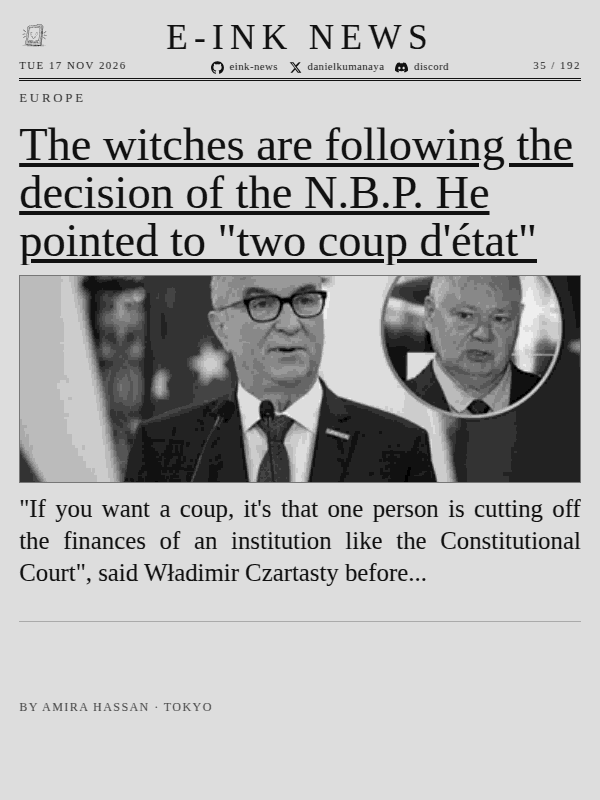 E-INK NEWS
TUE 17 NOV 2026
eink-news danielkumanaya discord
35 / 192
EUROPE
The witches are following the
decision of the N.B.P. He
pointed to "two coup d'état"
"If you want a coup, it's that one person is cutting off
the finances of an institution like the Constitutional
Court", said Władimir Czartasty before...
BY AMIRA HASSAN · TOKYO